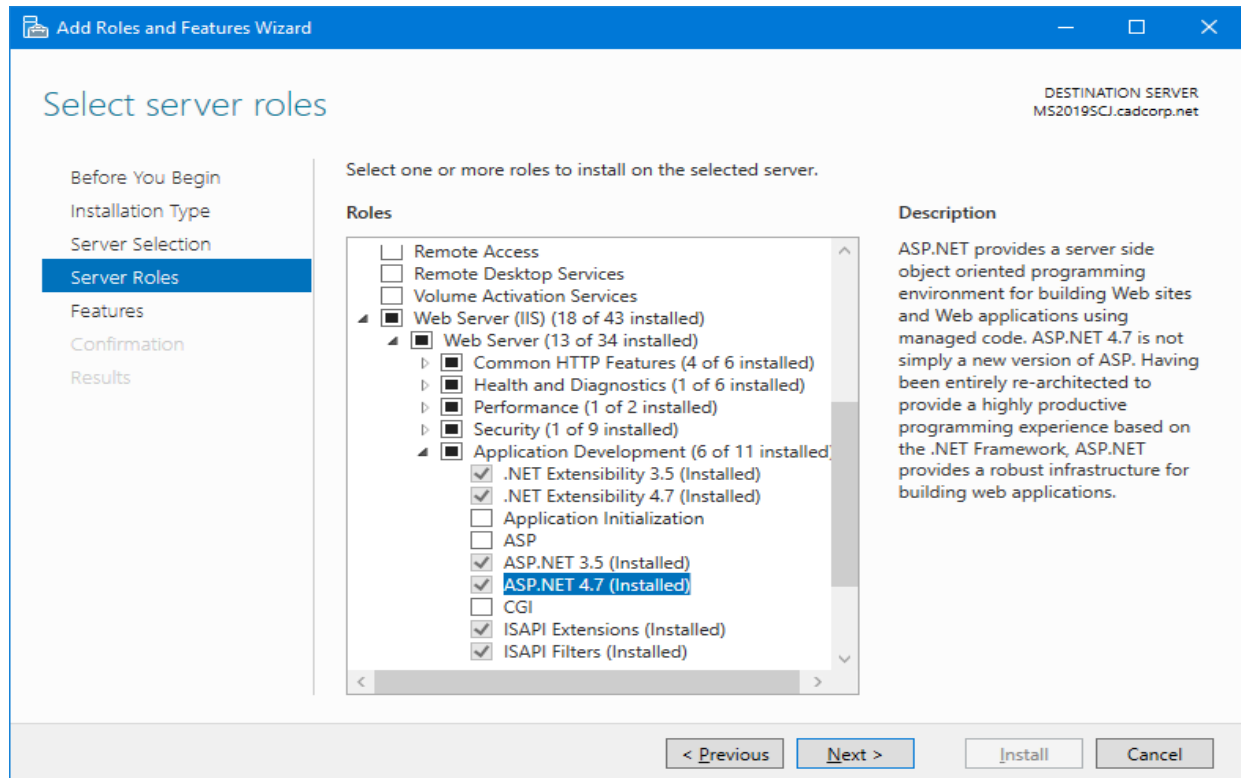 Add Roles and Features Wizard
Select server roles
DESTINATION SERVER
MS2019SCJ.cadcorp.net
Before You Begin
Installation Type
Server Selection
Server Roles
Features
Confirmation
Results
Select one or more roles to install on the selected server.
Roles
Remote Access
Remote Desktop Services
Volume Activation Services
Web Server (IIS) (18 of 43 installed)
Web Server (13 of 34 installed)
Common HTTP Features (4 of 6 installed)
Health and Diagnostics (1 of 6 installed)
Performance (1 of 2 installed)
Security (1 of 9 installed)
Application Development (6 of 11 installed)
.NET Extensibility 3.5 (Installed)
.NET Extensibility 4.7 (Installed)
Application Initialization
ASP
ASP.NET 3.5 (Installed)
ASP.NET 4.7 (Installed)
CGI
ISAPI Extensions (Installed)
ISAPI Filters (Installed)
Description
ASP.NET provides a server side
object oriented programming
environment for building Web sites
and Web applications using
managed code. ASP.NET 4.7 is not
simply a new version of ASP. Having
been entirely re-architected to
provide a highly productive
programming experience based on
the .NET Framework, ASP.NET
provides a robust infrastructure for
building web applications.
< Previous
Next >
Install
Cancel